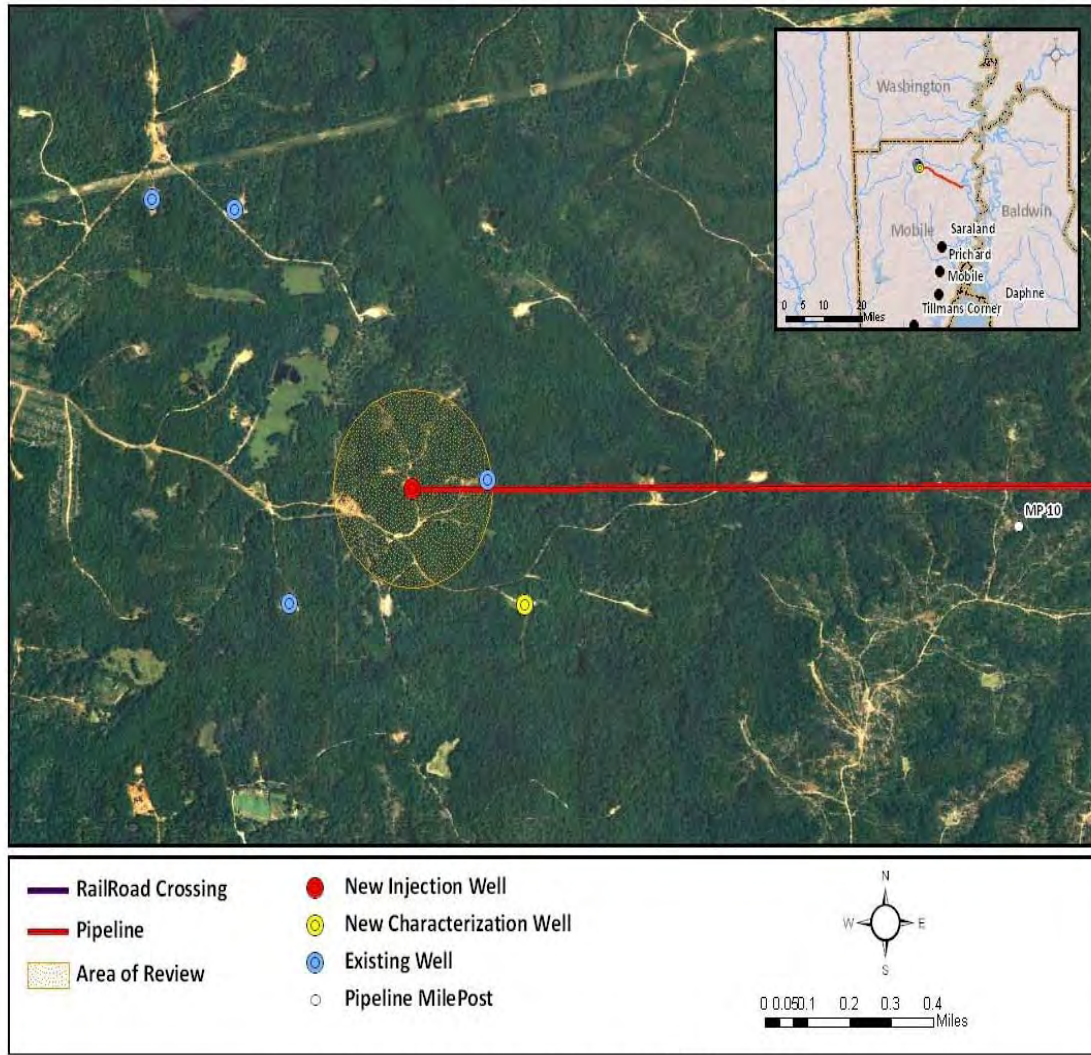 Washington
Baldwin
Mobile
Saraland
Prichard
Mobile
Daphne
Tillmans Corner
0 5 10 20
Miles
MP-10
RailRoad Crossing
Pipeline
Area of Review
New Injection Well
New Characterization Well
Existing Well
Pipeline MilePost
N
W E
S
0 0.050.1 0.2 0.3 0.4
Miles